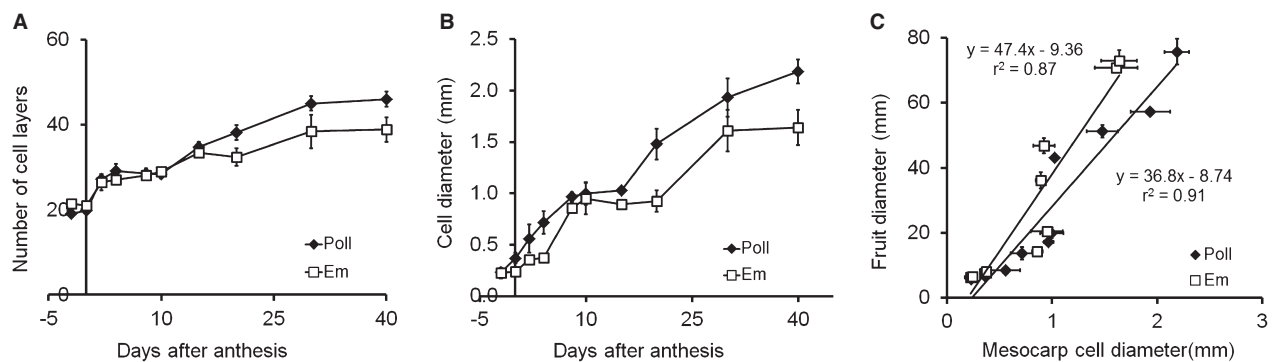 A
60
40
20
0
-5
10
25
40
Number of cell layers
Days after anthesis
Poll
Em
B
2.5
2.0
1.5
1.0
0.5
0.0
-5
10
25
40
Cell diameter (mm)
Days after anthesis
Poll
Em
C
80
60
40
20
0
0
1
2
3
Fruit diameter (mm)
Mesocarp cell diameter(mm)
y = 47.4x - 9.36
r² = 0.87
y = 36.8x - 8.74
r² = 0.91
Poll
Em